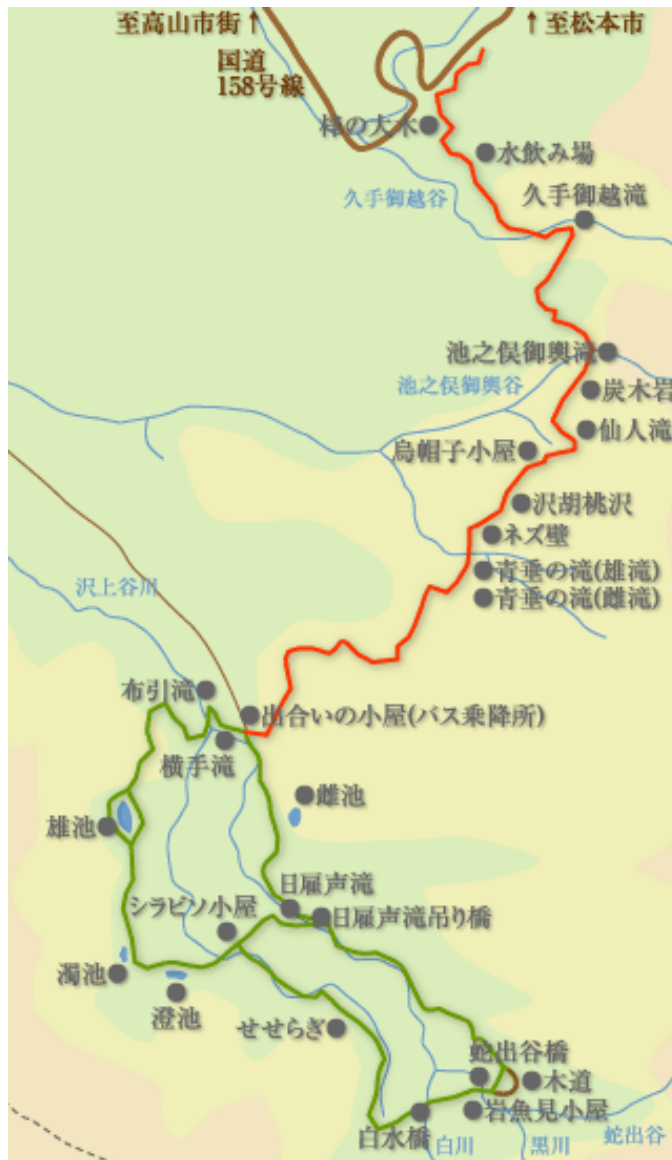 至高山市街↑
↑至松本市
国道
158号線
の大木
水飲み場
久手御越谷
久手御越滝
池之俣御輿滝
池之俣御輿谷
炭木岩
仙人滝
烏帽子小屋
沢胡桃沢
ネズ壁
青垂の滝(雄滝)
青垂の滝(雌滝)
沢上谷川
布引滝
出合いの小屋(バス乗降所)
横手滝
雌池
雄池
日雇声滝
シラビソ小屋
日雇声滝吊り橋
濁池
澄池
せせらぎ
蛇出谷橋
木道
岩魚見小屋
白水橋
白川
黒川
蛇出谷